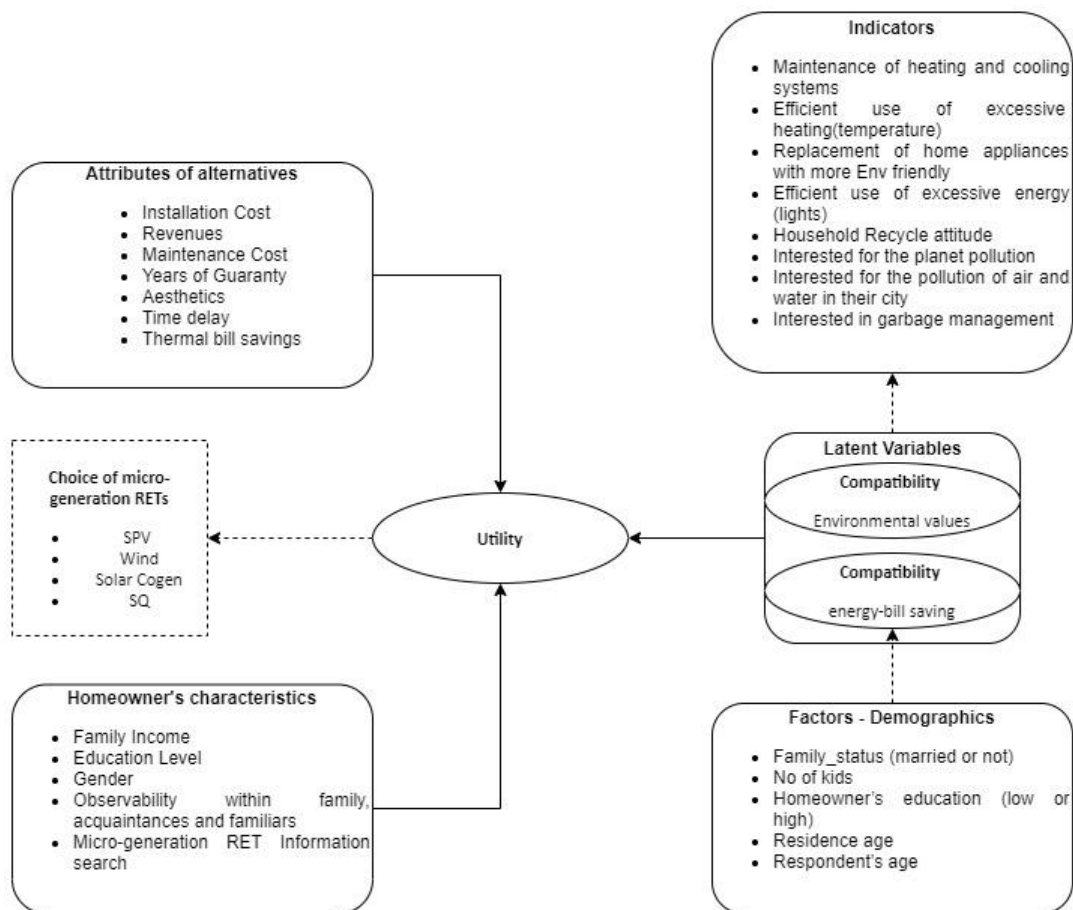 Indicators
Maintenance of heating and cooling
systems
Efficient use of excessive
heating(temperature)
Replacement of home appliances
with more Env friendly
Efficient use of excessive energy
(lights)
Household Recycle attitude
Interested for the planet pollution
Interested for the pollution of air and
water in their city
Interested in garbage management
Attributes of alternatives
Installation Cost
Revenues
Maintenance Cost
Years of Guaranty
Aesthetics
Time delay
Thermal bill savings
Choice of micro-
generation RETs
SPV
Wind
Solar Cogen
SQ
Utility
Latent Variables
Compatibility
Environmental values
Compatibility
energy-bill saving
Homeowner's characteristics
Family Income
Education Level
Gender
Observability within family,
acquaintances and familiars
Micro-generation RET Information
search
Factors - Demographics
Family_status (married or not)
No of kids
Homeowner's education (low or
high)
Residence age
Respondent's age